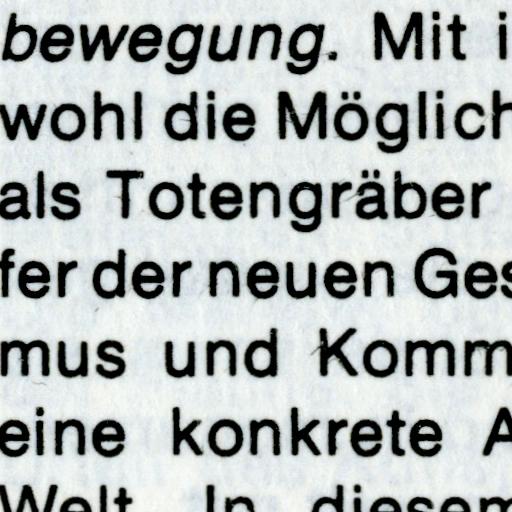 bewegung. Mit i
wohl die Möglich
als Totengräber
fer der neuen Ges
mus und Komm
eine konkrete A
Welt. In diesem